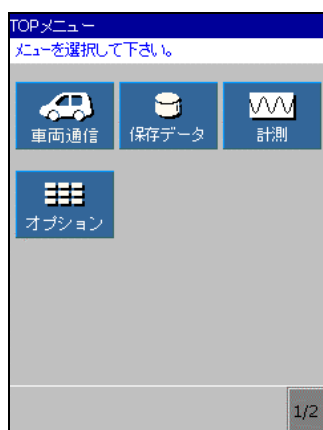 TOPメニュー
メニューを選択して下さい。
車両通信
保存データ
計測
オプション
1/2